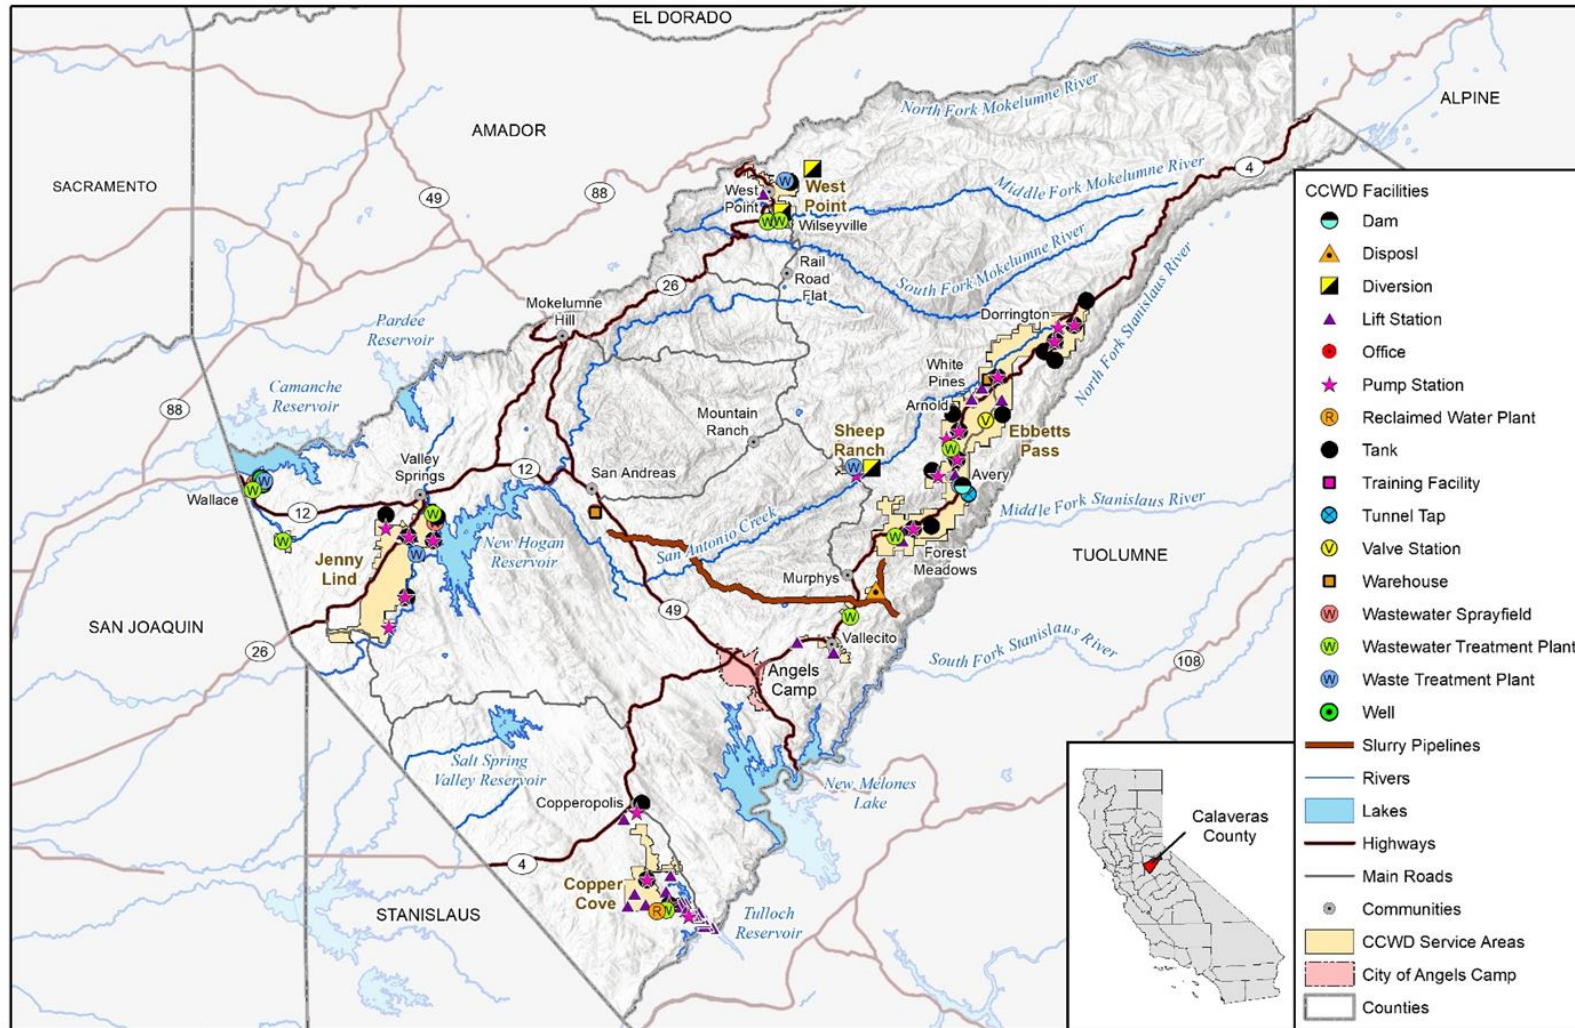 EL DORADO
ALPINE
AMADOR
SACRAMENTO
North Fork Mokelumne River
4
Middle Fork Mokelumne River
88
49
West
Point
West
Point
W
W W
Wilseyville
South Fork Mokelumne River
Rail
Road
Flat
26
Mokelumne
Hill
Pardee
Reservoir
Dorrington
North Fork Stanislaus River
White
Pines
Camanche
Reservoir
88
Arnold
V
Ebbetts
Pass
Mountain
Ranch
Sheep
Ranch
W
W
Valley
Springs
12
San Andreas
Avery
W
W
Wallace
12
W
Middle Fork Stanislaus River
W
W
W
New Hogan
Reservoir
San Antonio Creek
Forest
Meadows
TUOLUMNE
Jenny
Lind
Murphys
49
W
SAN JOAQUIN
26
Vallecito
South Fork Stanislaus River
108
Angels
Camp
Salt Spring
Valley Reservoir
New Melones
Lake
Copperopolis
4
Copper
Cove
R
W
Tulloch
Reservoir
STANISLAUS
CCWD Facilities
Dam
Disposl
Diversion
Lift Station
Office
Pump Station
R Reclaimed Water Plant
Tank
Training Facility
Tunnel Tap
V Valve Station
Warehouse
W Wastewater Sprayfield
W Wastewater Treatment Plant
W Waste Treatment Plant
Well
Slurry Pipelines
Rivers
Lakes
Highways
Main Roads
Communities
CCWD Service Areas
City of Angels Camp
Counties
Calaveras
County